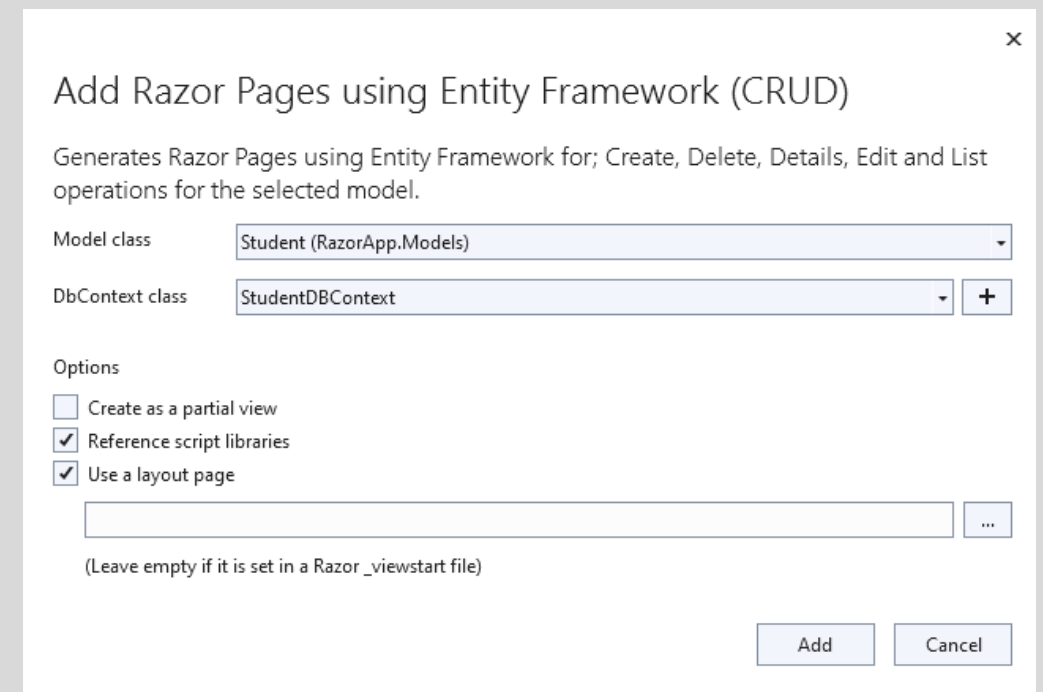 Add Razor Pages using Entity Framework (CRUD)
Generates Razor Pages using Entity Framework for; Create, Delete, Details, Edit and List
operations for the selected model.
Model class
Student (RazorApp.Models)
DbContext class
StudentDBContext
+
Options
Create as a partial view
Reference script libraries
Use a layout page
...
(Leave empty if it is set in a Razor _viewstart file)
Add
Cancel